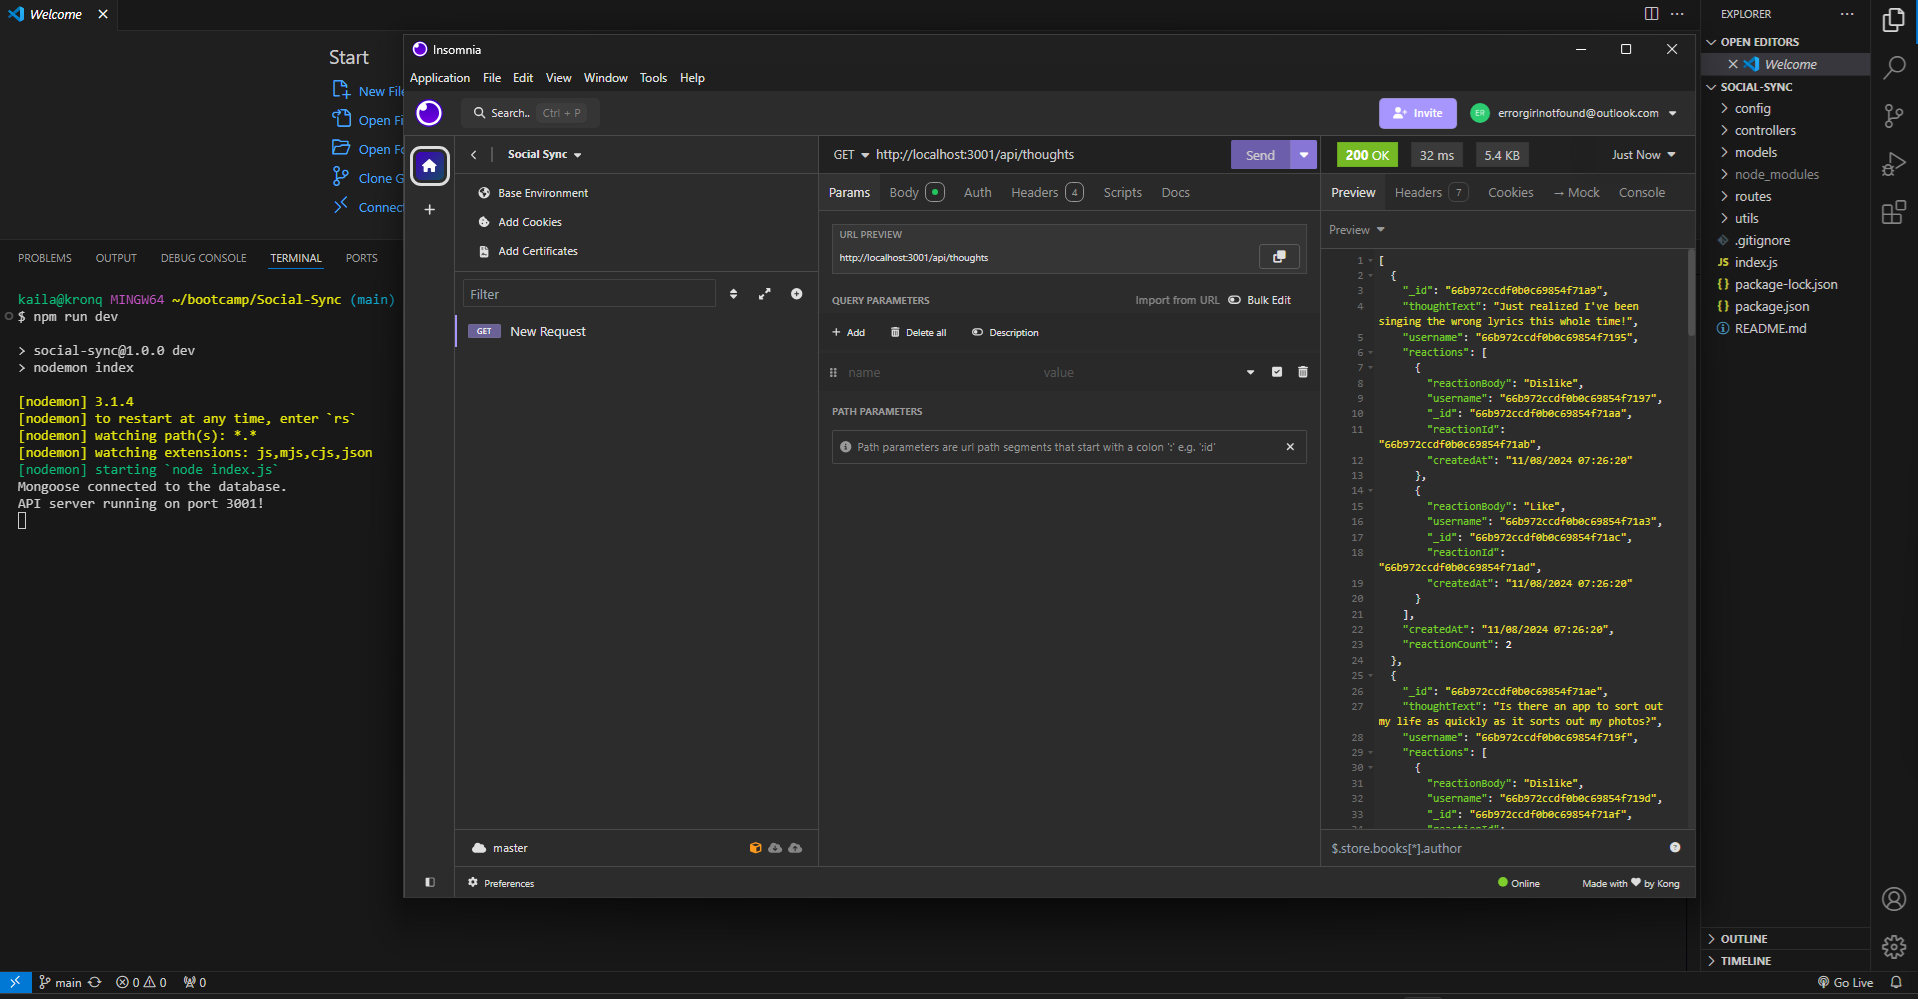 Welcome
Start
New File
Open Fi
Open Fo
Clone G
Connec
PROBLEMS OUTPUT DEBUG CONSOLE TERMINAL PORTS
kaila@kronq MINGW64 ~/bootcamp/Social-Sync (main)
$ npm run dev
> social-sync@1.0.0 dev
> nodemon index
[nodemon] 3.1.4
[nodemon] to restart at any time, enter `rs`
[nodemon] watching path(s): *.*
[nodemon] watching extensions: js,mjs,cjs,json
[nodemon] starting `node index.js`
Mongoose connected to the database.
API server running on port 3001!
Insomnia
Application File Edit View Window Tools Help
Search.. Ctrl + P
Invite
ER errorgirlnotfound@outlook.com
Social Sync
Base Environment
Add Cookies
Add Certificates
Filter
GET New Request
master
Preferences
GET http://localhost:3001/api/thoughts Send
Params Body Auth Headers 4 Scripts Docs
URL PREVIEW
http://localhost:3001/api/thoughts
QUERY PARAMETERS Import from URL Bulk Edit
+ Add Delete all Description
name value
PATH PARAMETERS
Path parameters are url path segments that start with a colon ':' e.g. ':id'
200 OK 32 ms 5.4 KB Just Now
Preview Headers 7 Cookies → Mock Console
Preview
1 [
2 {
3 "_id": "66b972ccdf0b0c69854f71a9",
4 "thoughtText": "Just realized I've been
singing the wrong lyrics this whole time!",
5 "username": "66b972ccdf0b0c69854f7195",
6 "reactions": [
7 {
8 "reactionBody": "Dislike",
9 "username": "66b972ccdf0b0c69854f7197",
10 "_id": "66b972ccdf0b0c69854f71aa",
11 "reactionId":
"66b972ccdf0b0c69854f71ab",
12 "createdAt": "11/08/2024 07:26:20"
13 },
14 {
15 "reactionBody": "Like",
16 "username": "66b972ccdf0b0c69854f71a3",
17 "_id": "66b972ccdf0b0c69854f71ac",
18 "reactionId":
"66b972ccdf0b0c69854f71ad",
19 "createdAt": "11/08/2024 07:26:20"
20 }
21 ],
22 "createdAt": "11/08/2024 07:26:20",
23 "reactionCount": 2
24 },
25 {
26 "_id": "66b972ccdf0b0c69854f71ae",
27 "thoughtText": "Is there an app to sort out
my life as quickly as it sorts out my photos?",
28 "username": "66b972ccdf0b0c69854f719f",
29 "reactions": [
30 {
31 "reactionBody": "Dislike",
32 "username": "66b972ccdf0b0c69854f719d",
33 "_id": "66b972ccdf0b0c69854f71af",
34 "reactionId":
$.store.books[*].author
Online Made with ♥ by Kong
EXPLORER
OPEN EDITORS
Welcome
SOCIAL-SYNC
config
controllers
models
node_modules
routes
utils
.gitignore
JS index.js
{} package-lock.json
{} package.json
README.md
OUTLINE
TIMELINE
main 0 0 0
Go Live